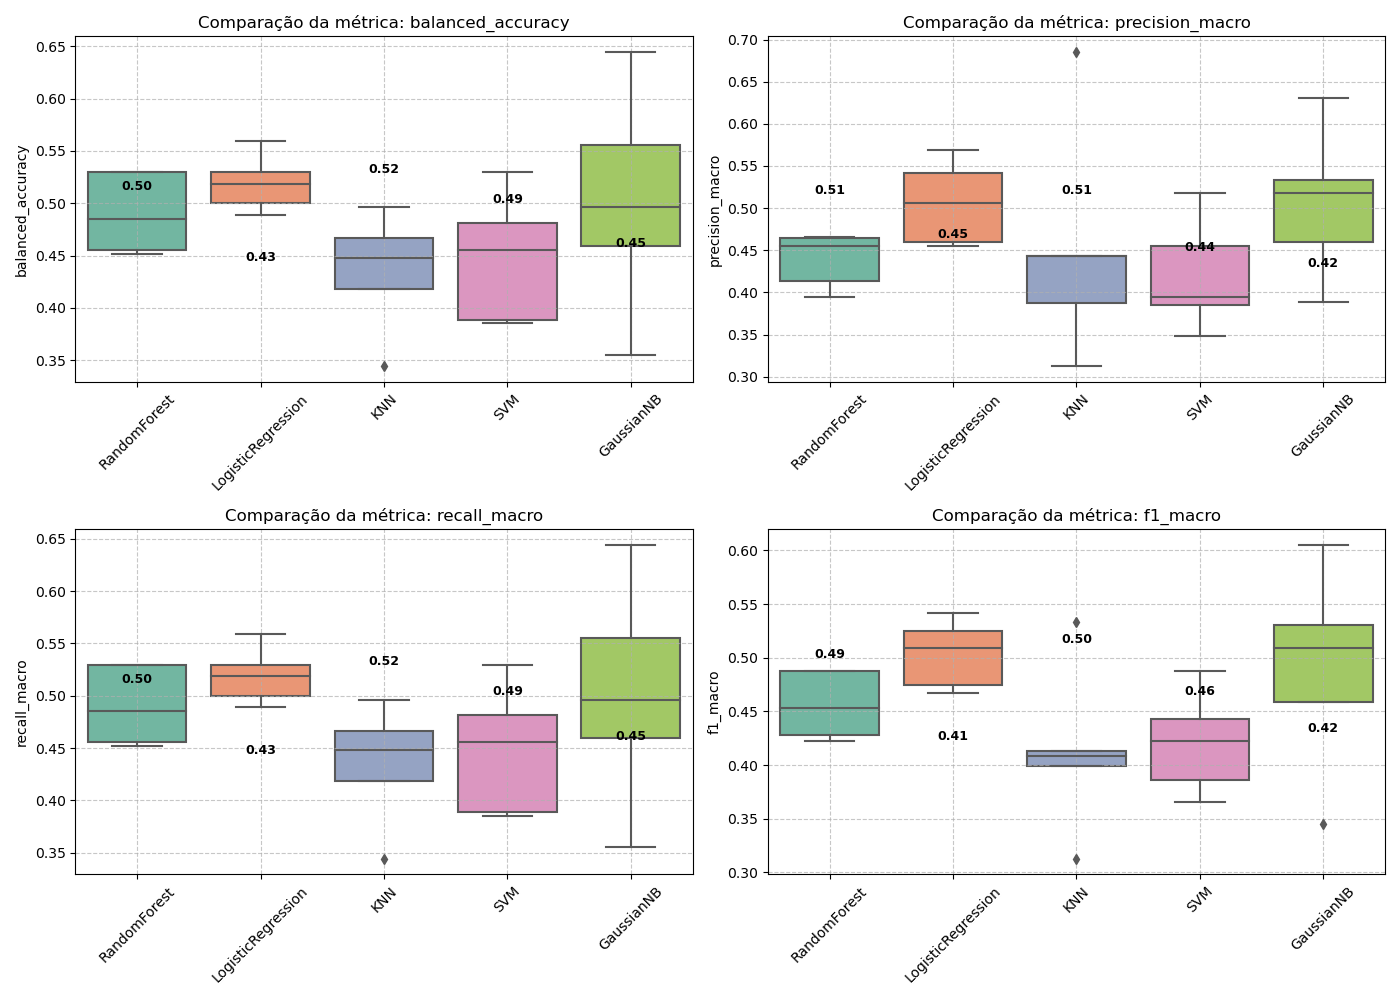 Comparação da métrica: balanced_accuracy
balanced_accuracy
0.65
0.60
0.55
0.50
0.45
0.40
0.35
0.50
0.43
0.52
0.49
0.45
RandomForest
LogisticRegression
KNN
SVM
GaussianNB
Comparação da métrica: precision_macro
precision_macro
0.70
0.65
0.60
0.55
0.50
0.45
0.40
0.35
0.30
0.51
0.45
0.51
0.44
0.42
RandomForest
LogisticRegression
KNN
SVM
GaussianNB
Comparação da métrica: recall_macro
recall_macro
0.65
0.60
0.55
0.50
0.45
0.40
0.35
0.50
0.43
0.52
0.49
0.45
RandomForest
LogisticRegression
KNN
SVM
GaussianNB
Comparação da métrica: f1_macro
f1_macro
0.60
0.55
0.50
0.45
0.40
0.35
0.30
0.49
0.41
0.50
0.46
0.42
RandomForest
LogisticRegression
KNN
SVM
GaussianNB